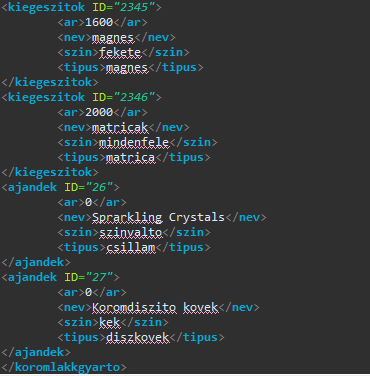 <kiegeszitok ID="2345">
<ar>1600</ar>
<nev>magnes</nev>
<szin>fekete</szin>
<tipus>magnes</tipus>
</kiegeszitok>
<kiegeszitok ID="2346">
<ar>2000</ar>
<nev>matricak</nev>
<szin>mindenfele</szin>
<tipus>matrica</tipus>
</kiegeszitok>
<ajandek ID="26">
<ar>0</ar>
<nev>Sprarkling Crystals</nev>
<szin>szinvalto</szin>
<tipus>csillam</tipus>
</ajandek>
<ajandek ID="27">
<ar>0</ar>
<nev>Koromdiszito kovek</nev>
<szin>kek</szin>
<tipus>diszkovek</tipus>
</ajandek>
</koromlakkgyarto>